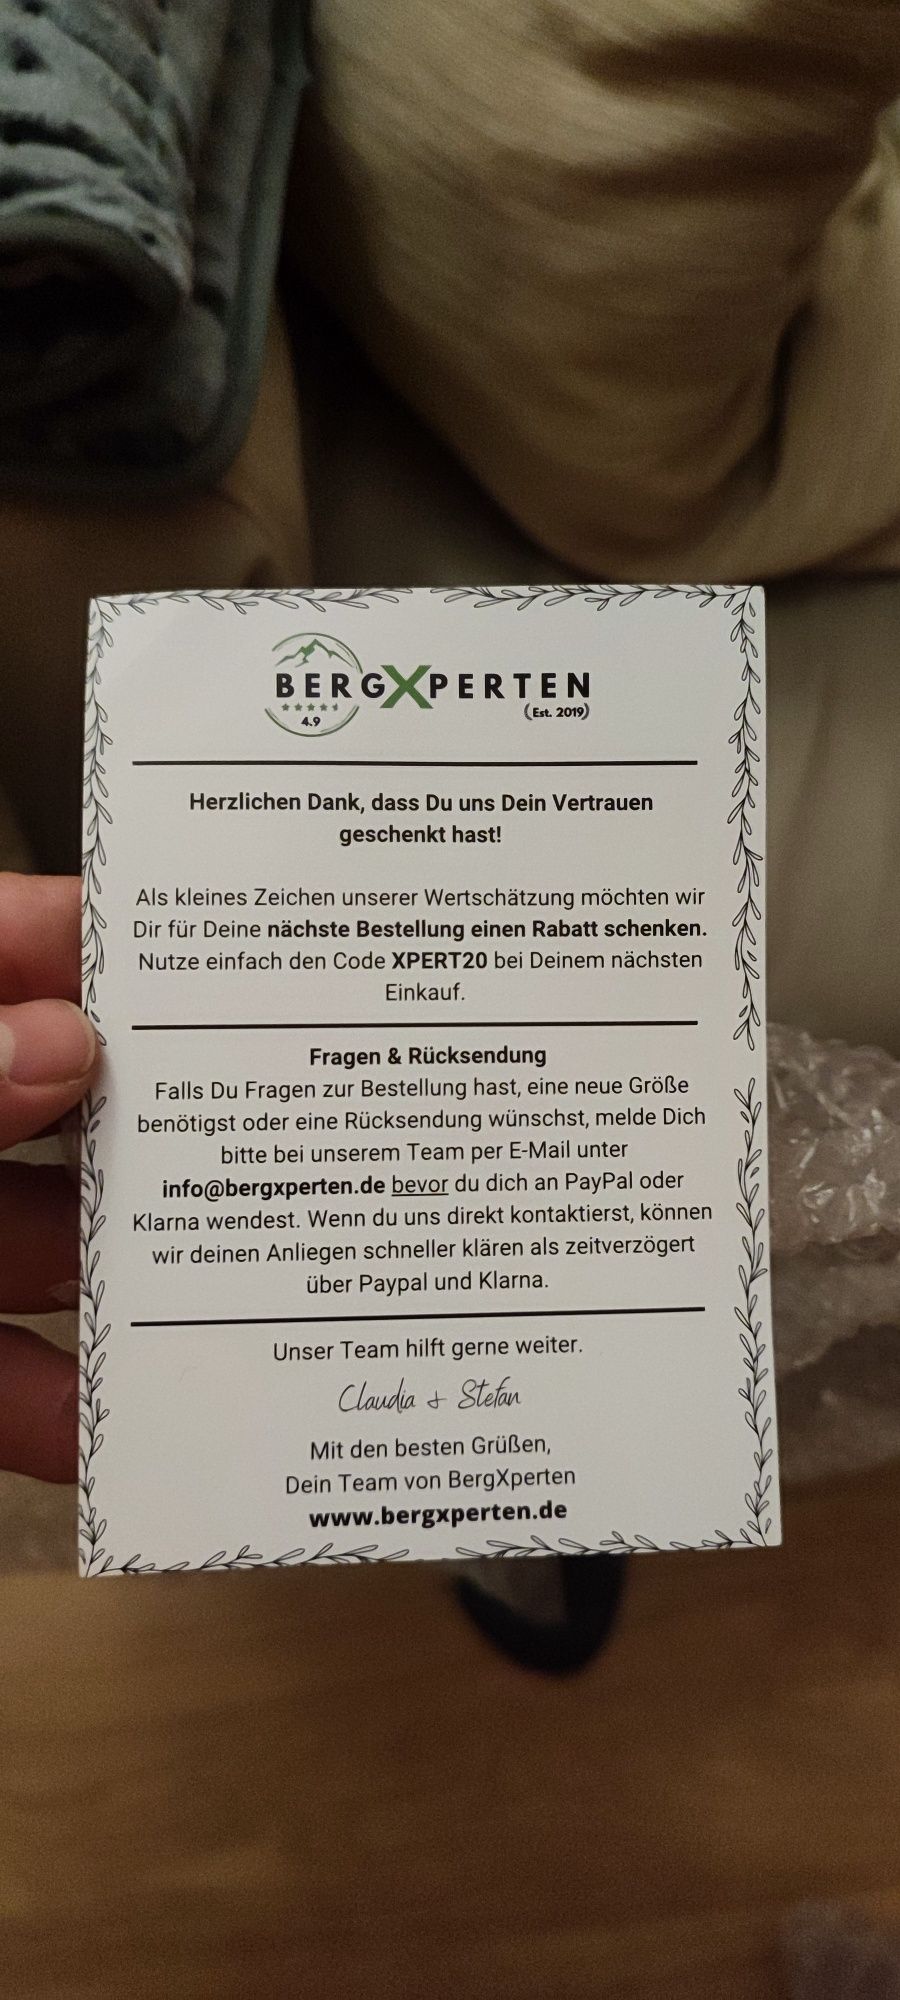 BERGXPERTEN
4.9
(Est. 2019)
Herzlichen Dank, dass Du uns Dein Vertrauen
geschenkt hast!
Als kleines Zeichen unserer Wertschätzung möchten wir
Dir für Deine nächste Bestellung einen Rabatt schenken.
Nutze einfach den Code XPERT20 bei Deinem nächsten
Einkauf.
Fragen & Rücksendung
Falls Du Fragen zur Bestellung hast, eine neue Größe
benötigst oder eine Rücksendung wünschst, melde Dich
bitte bei unserem Team per E-Mail unter
info@bergxperten.de bevor du dich an PayPal oder
Klarna wendest. Wenn du uns direkt kontaktierst, können
wir deinen Anliegen schneller klären als zeitverzögert
über Paypal und Klarna.
Unser Team hilft gerne weiter.
Claudia + Stefan
Mit den besten Grüßen,
Dein Team von BergXperten
www.bergxperten.de